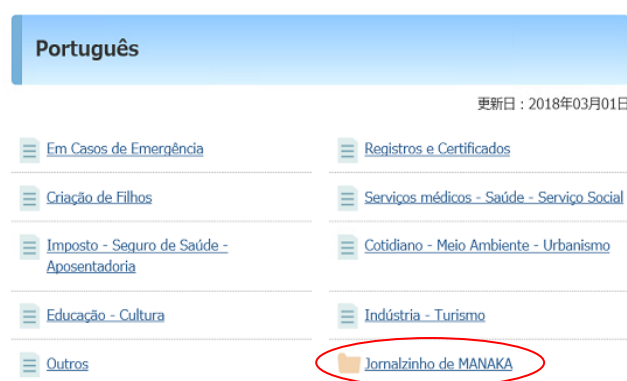 Português
更新日：2018年03月01日
Em Casos de Emergência
Registros e Certificados
Criação de Filhos
Serviços médicos - Saúde - Serviço Social
Imposto - Seguro de Saúde -
Aposentadoria
Cotidiano - Meio Ambiente - Urbanismo
Educação - Cultura
Indústria - Turismo
Outros
Jornalzinho de MANAKA